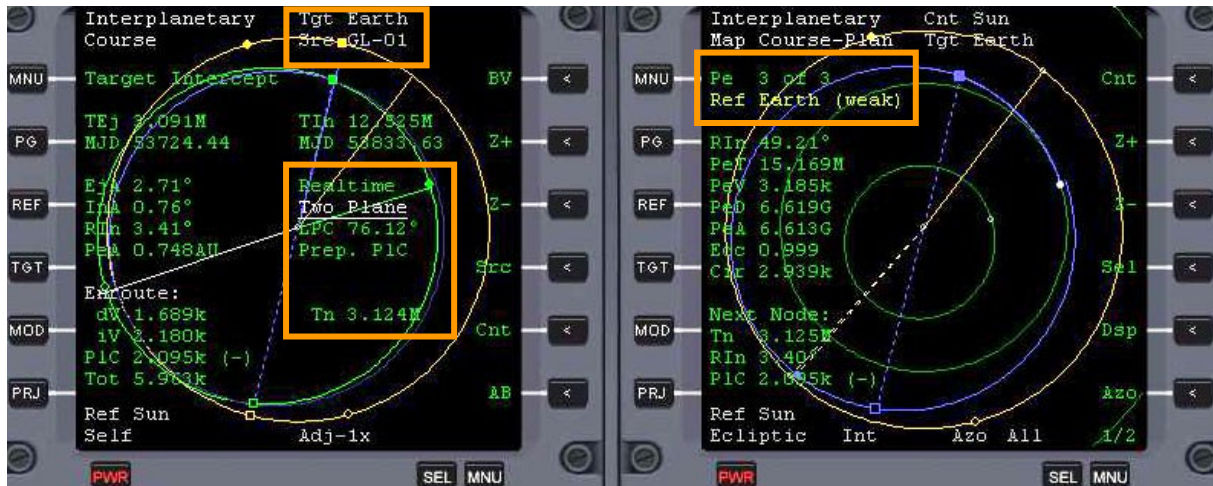 Interplanetary Tgt Earth
Course Src GL-01
MNU Target Intercept BV <
TEj 3.091M TIn 12.525M
PG MJD 53724.44 MJD 53833.63 Z+ <
EjA 2.71° Realtime
REF InA 0.76° Two Plane Z- <
RIn 3.41° LPC 76.12°
PeA 0.748AU Prep. PlC
TGT Src <
Enroute:
dV 1.689k Tn 3.124M
MOD iV 2.180k Cnt <
PlC 2.095k (-)
Tot 5.963k
PRJ AB <
Ref Sun
Self Adj-1x
PWR SEL MNU
Interplanetary Cnt Sun
Map Course-Plan Tgt Earth
MNU Pe 3 of 3 Cnt <
Ref Earth (weak)
PG RIn 49.21° Z+ <
PeT 15.169M
PeV 3.185k
REF PeD 6.619G Z- <
PeA 6.613G
Ecc 0.999
TGT Cir 2.939k Sel <
Next Node:
MOD Tn 3.125M Dsp <
RIn 3.40°
PlC 2.095k (-)
PRJ Azo <
Ref Sun
Ecliptic Int Azo All 1/2
PWR SEL MNU